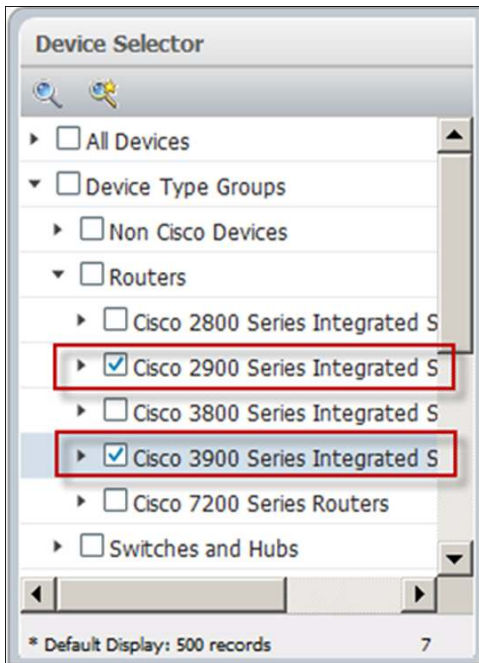 Device Selector
All Devices
Device Type Groups
Non Cisco Devices
Routers
Cisco 2800 Series Integrated S
Cisco 2900 Series Integrated S
Cisco 3800 Series Integrated S
Cisco 3900 Series Integrated S
Cisco 7200 Series Routers
Switches and Hubs
* Default Display: 500 records 7